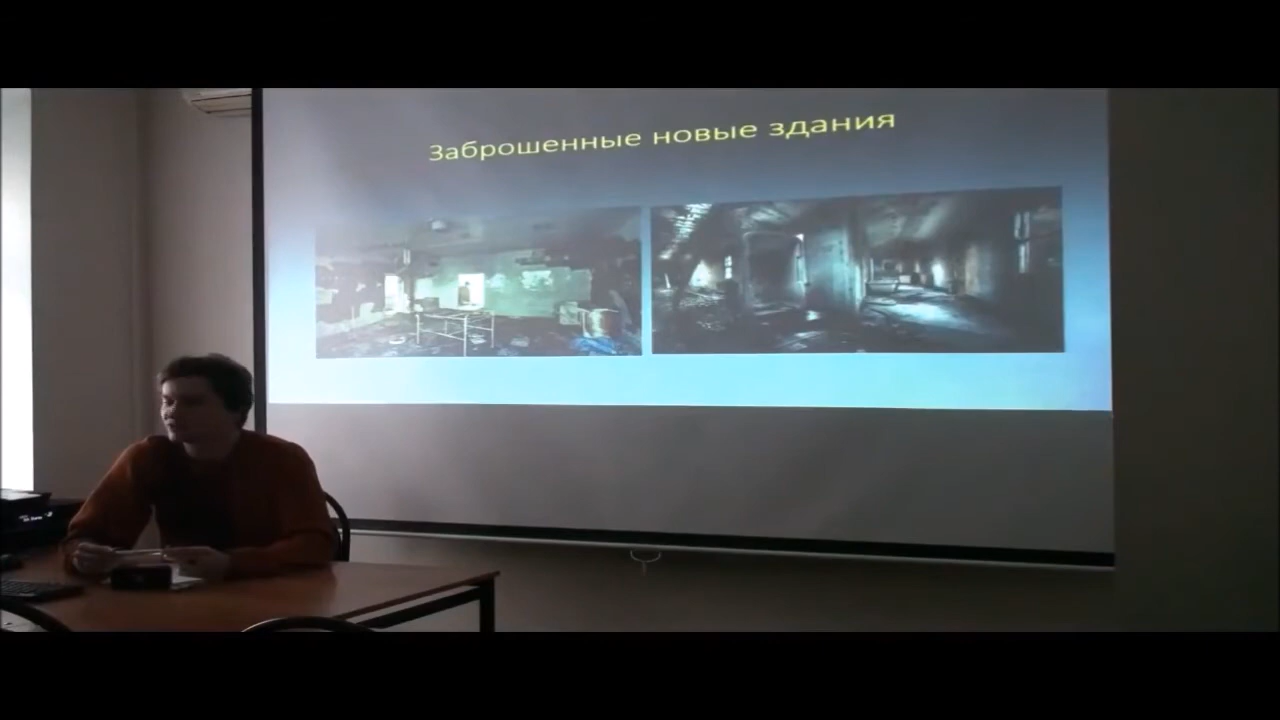 Заброшенные новые здания